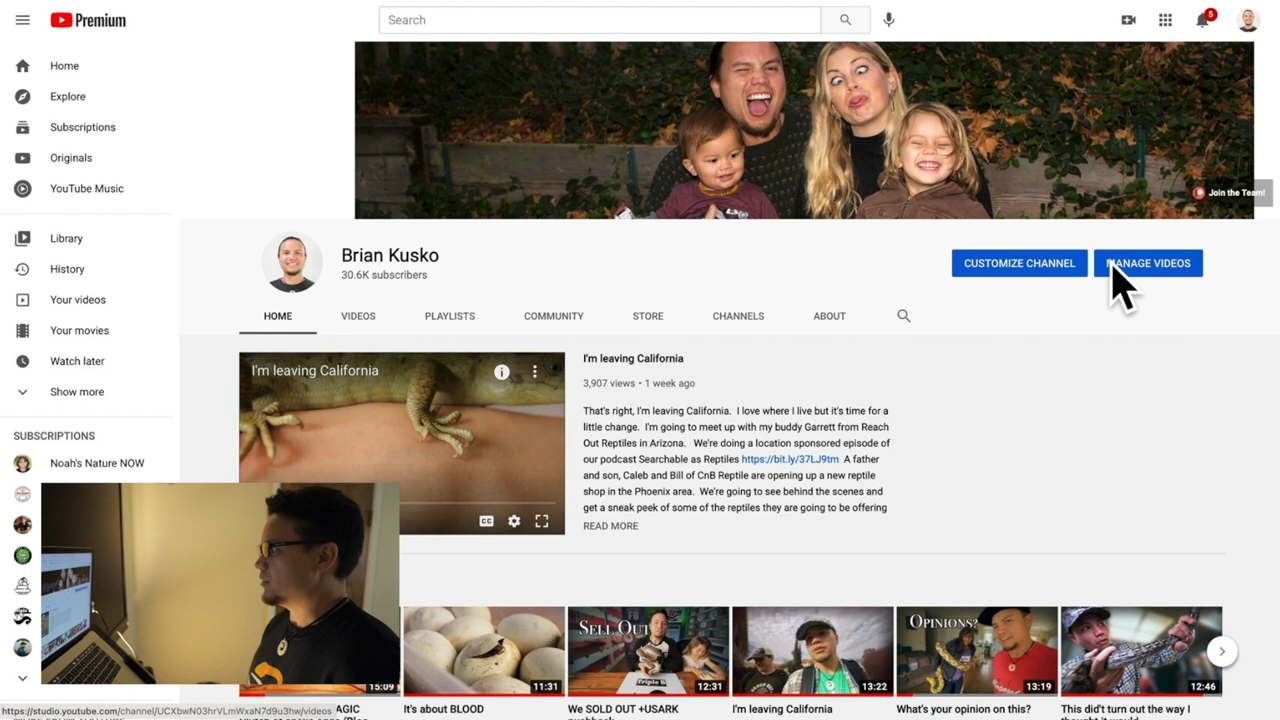 Premium
Search
5
Home
Explore
Subscriptions
Originals
YouTube Music
Library
History
Your videos
Your movies
Watch later
Show more
SUBSCRIPTIONS
Noah's Nature NOW
Join the Team!
Brian Kusko
30.6K subscribers
CUSTOMIZE CHANNEL
MANAGE VIDEOS
HOME
VIDEOS
PLAYLISTS
COMMUNITY
STORE
CHANNELS
ABOUT
I'm leaving California
CC
I'm leaving California
3,907 views • 1 week ago
That's right, I'm leaving California. I love where I live but it's time for a
little change. I'm going to meet up with my buddy Garrett from Reach
Out Reptiles in Arizona. We're doing a location sponsored episode of
our podcast Searchable as Reptiles https://bit.ly/37LJ9tm A father
and son, Caleb and Bill of CnB Reptile are opening up a new reptile
shop in the Phoenix area. We're going to see behind the scenes and
get a sneak peek of some of the reptiles they are going to be offering
READ MORE
15:09
11:31
SELL OUT
Triple B
12:31
13:22
OPINIONS?
13:19
12:46
AGIC
It's about BLOOD
We SOLD OUT +USARK
I'm leaving California
What's your opinion on this?
This did't turn out the way I
https://studio.youtube.com/channel/UCXbwN03hrVLmWxaN7d9u3hw/videos